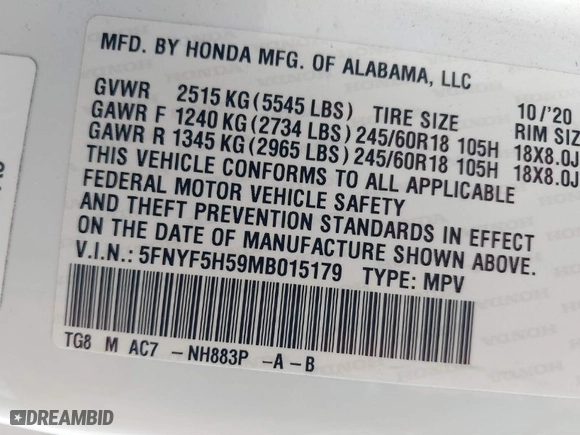 MFD. BY HONDA MFG. OF ALABAMA, LLC
GVWR 2515 KG (5545 LBS) TIRE SIZE 10/'20 RIM SIZE
GAWR F 1240 KG (2734 LBS) 245/60R18 105H 18X8.0J
GAWR R 1345 KG (2965 LBS) 245/60R18 105H 18X8.0J
THIS VEHICLE CONFORMS TO ALL APPLICABLE
FEDERAL MOTOR VEHICLE SAFETY
AND THEFT PREVENTION STANDARDS IN EFFECT
ON THE DATE OF MANUFACTURE SHOWN ABOVE.
V.I.N.: 5FNYF5H59MB015179 TYPE: MPV
TG8 M AC7 -NH883P -A -B
DREAMBID